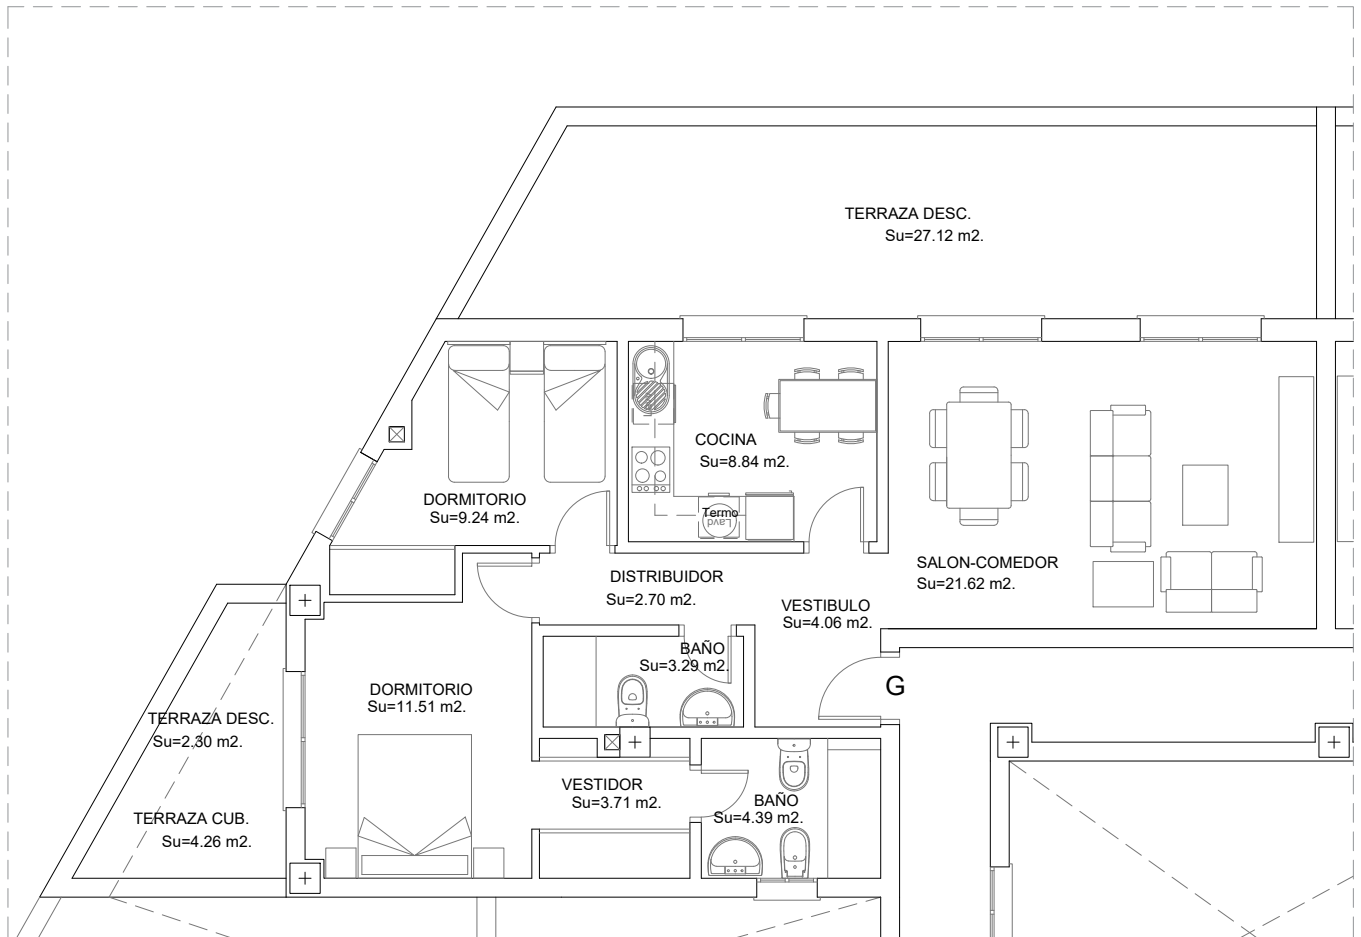 TERRAZA DESC.
Su=27.12 m2.
COCINA
Su=8.84 m2.
DORMITORIO
Su=9.24 m2.
Termo
Lavd
SALON-COMEDOR
Su=21.62 m2.
DISTRIBUIDOR
Su=2.70 m2.
VESTIBULO
Su=4.06 m2.
BAÑO
Su=3.29 m2.
G
DORMITORIO
Su=11.51 m2.
TERRAZA DESC.
Su=2.30 m2.
VESTIDOR
Su=3.71 m2.
BAÑO
Su=4.39 m2.
TERRAZA CUB.
Su=4.26 m2.